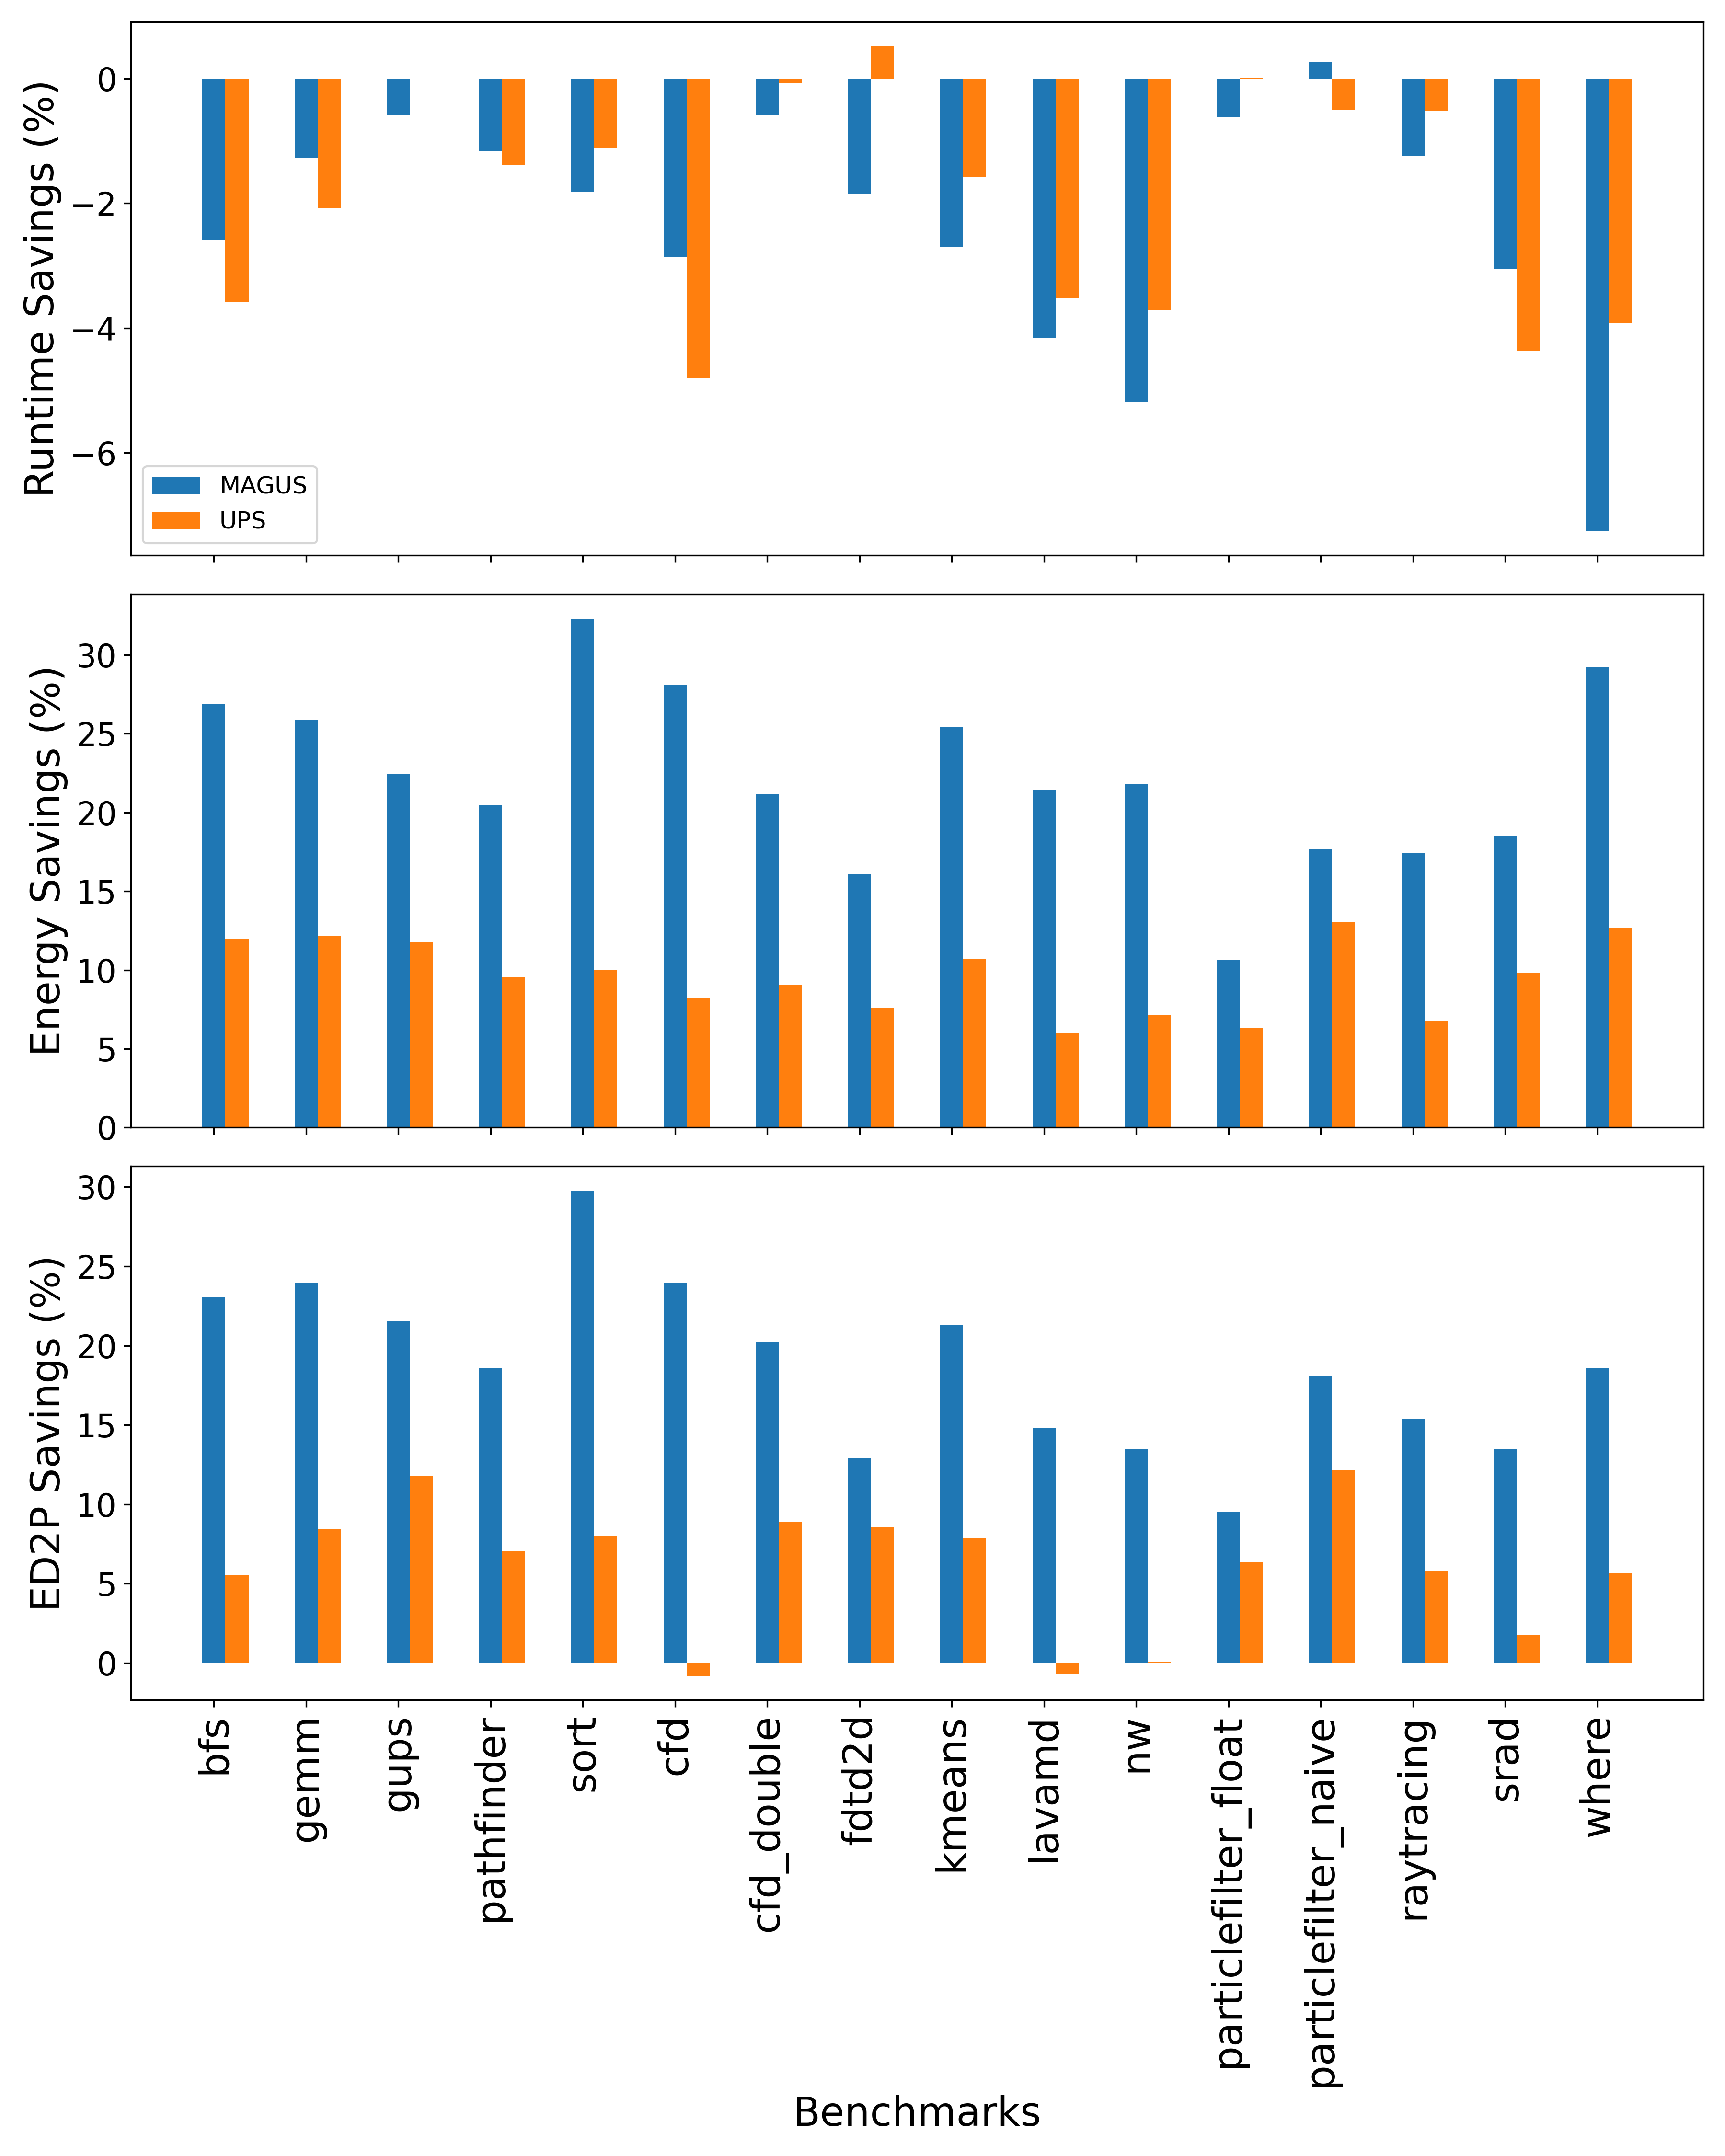 Runtime Savings (%)
0
−2
−4
−6
MAGUS
UPS
Energy Savings (%)
30
25
20
15
10
5
0
ED2P Savings (%)
30
25
20
15
10
5
0
bfs
gemm
gups
pathfinder
sort
cfd
cfd_double
fdtd2d
kmeans
lavamd
nw
particlefilter_float
particlefilter_naive
raytracing
srad
where
Benchmarks